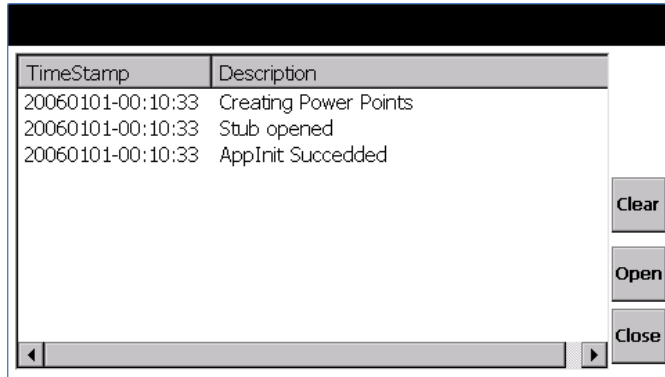 TimeStamp Description
20060101-00:10:33 Creating Power Points
20060101-00:10:33 Stub opened
20060101-00:10:33 AppInit Succedded
Clear
Open
Close